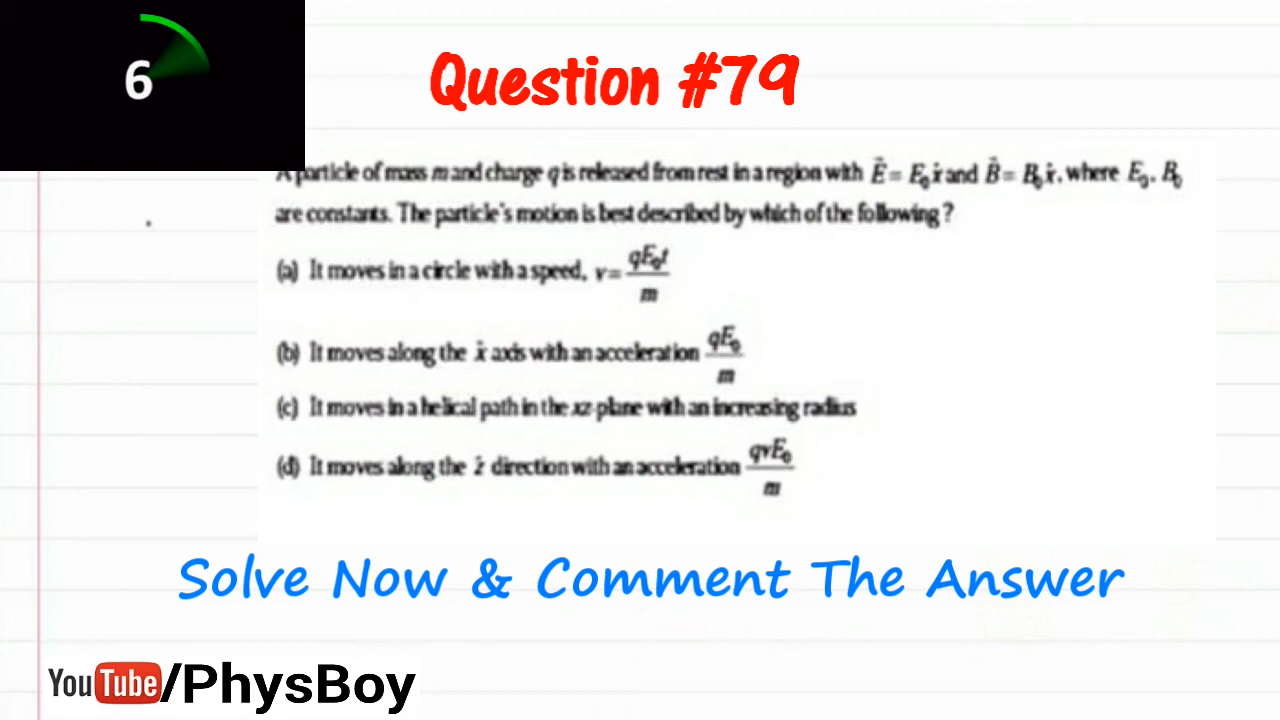 6
Question #79
A particle of mass m and charge q is released from rest in a region with E⃗ = E₀ x̂ and B⃗ = B₀ x̂, where E₀, B₀
are constants. The particle's motion is best described by which of the following?
(a) It moves in a circle with a speed, v = qE₀t/m
(b) It moves along the x̂ axis with an acceleration qE₀/m
(c) It moves in a helical path in the xz-plane with an increasing radius
(d) It moves along the ẑ direction with an acceleration qvE₀/m
Solve Now & Comment The Answer
YouTube/PhysBoy